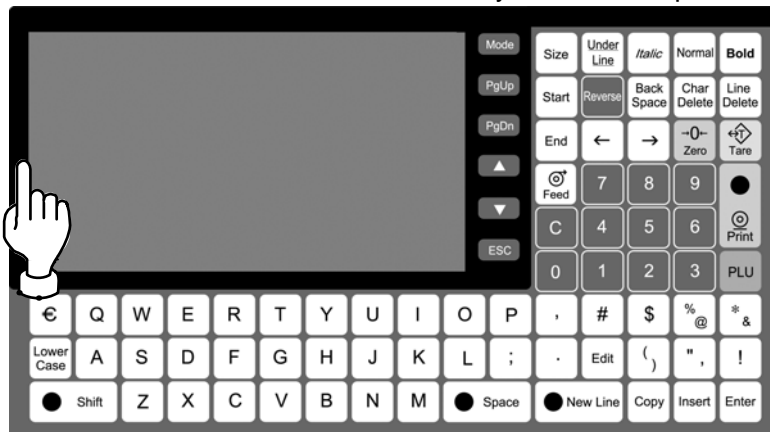 Mode
PgUp
PgDn
ESC
Size Under Line Italic Normal Bold
Start Reverse Back Space Char Delete Line Delete
End ← → →0← Zero T Tare
Feed 7 8 9
C 4 5 6 Print
0 1 2 3 PLU
€ Q W E R T Y U I O P , # $ % @ * &
Lower Case A S D F G H J K L ; . Edit ( ) " , !
Shift Z X C V B N M Space New Line Copy Insert Enter